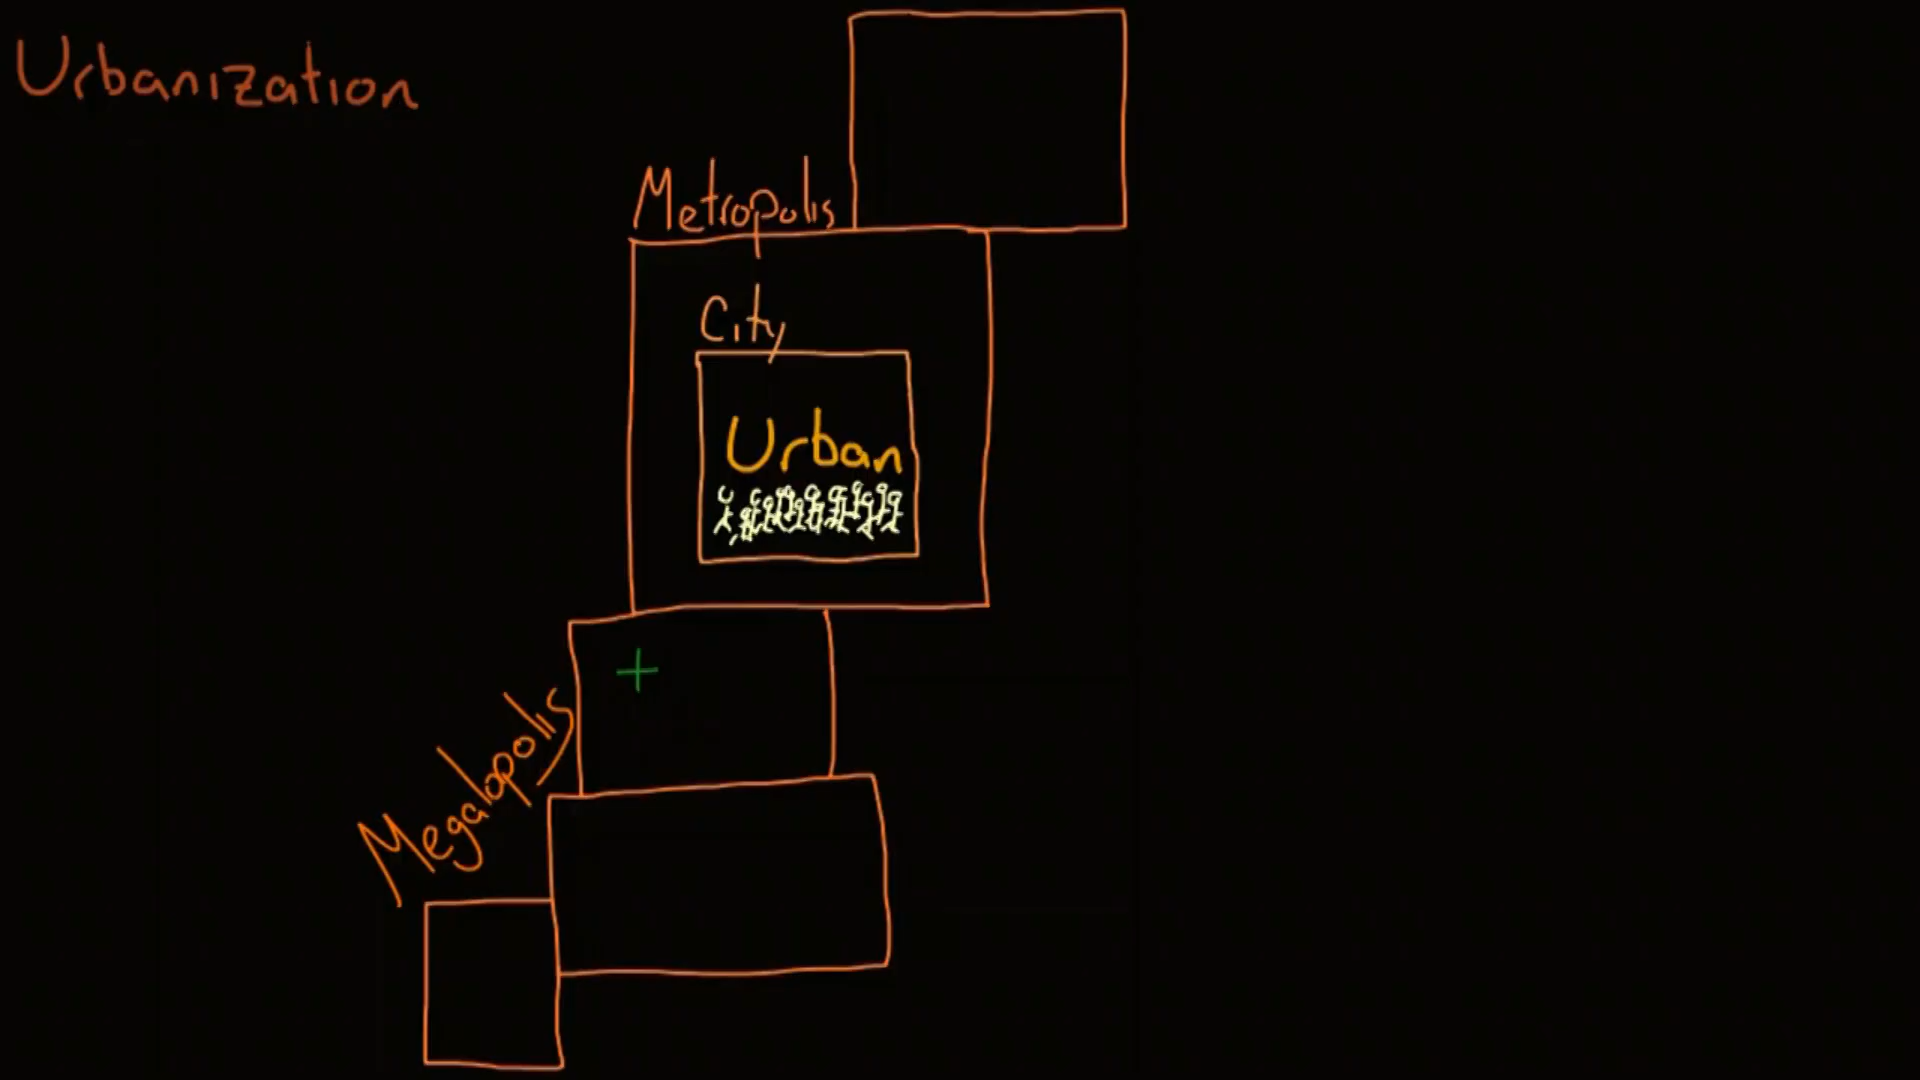 Urbanization
Metropolis
City
Urban
Megalopolis